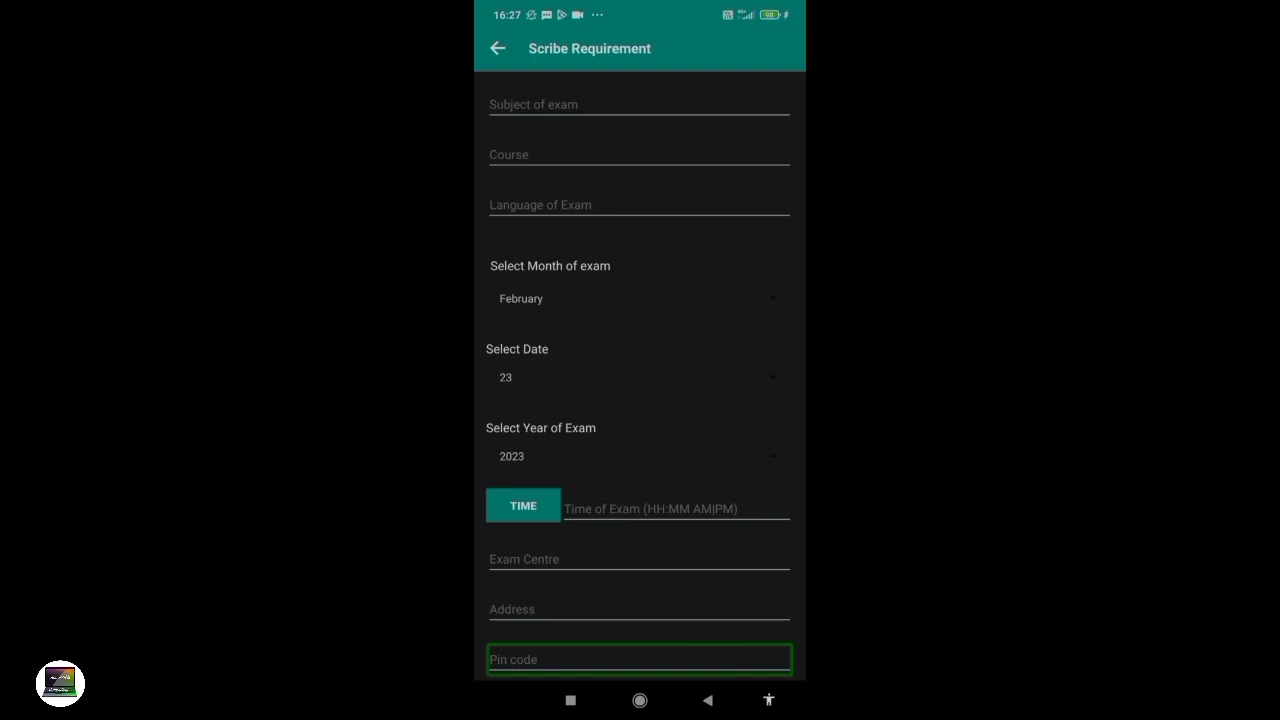 16:27
98
Scribe Requirement
Subject of exam
Course
Language of Exam
Select Month of exam
February
Select Date
23
Select Year of Exam
2023
TIME Time of Exam (HH:MM AM|PM)
Exam Centre
Address
Pin code